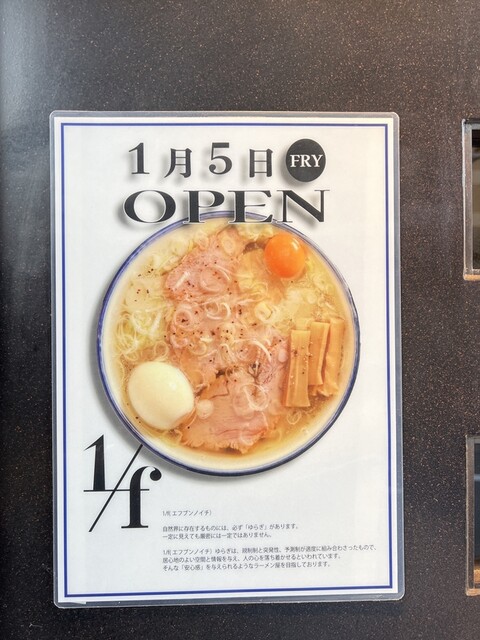 1月5日 FRY
OPEN
1/f
1/f(エフブンノイチ)
自然界に存在するものには、必ず「ゆらぎ」があります。
一定に見えても厳密には一定ではありません。
1/f(エフブンノイチ) ゆらぎは、規制制と突発性、予測制が適度に組み合わさったもので、
居心地のよい空間と情報を与え、人の心を落ち着かせるといわれています。
そんな「安心感」を与えられるようなラーメン屋を目指しております。